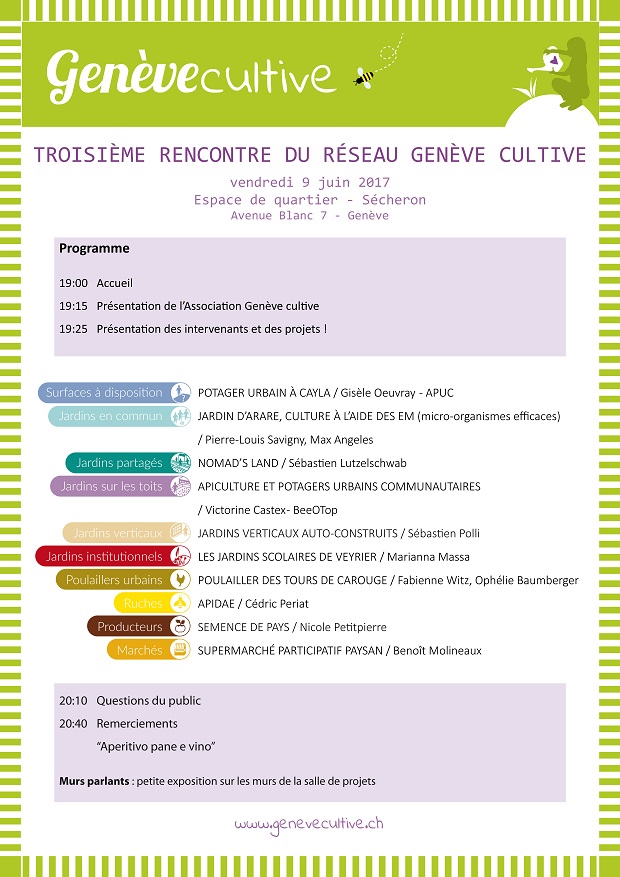 Genèvecultive
TROISIÈME RENCONTRE DU RÉSEAU GENÈVE CULTIVE
vendredi 9 juin 2017
Espace de quartier - Sécheron
Avenue Blanc 7 - Genève
Programme
19:00 Accueil
19:15 Présentation de l'Association Genève cultive
19:25 Présentation des intervenants et des projets !
Surfaces à disposition POTAGER URBAIN À CAYLA / Gisèle Oeuvray - APUC
Jardins en commun JARDIN D'ARARE, CULTURE À L'AIDE DES EM (micro-organismes efficaces)
/ Pierre-Louis Savigny, Max Angeles
Jardins partagés NOMAD'S LAND / Sébastien Lutzelschwab
Jardins sur les toits APICULTURE ET POTAGERS URBAINS COMMUNAUTAIRES
/ Victorine Castex- BeeOTop
Jardins verticaux JARDINS VERTICAUX AUTO-CONSTRUITS / Sébastien Polli
Jardins institutionnels LES JARDINS SCOLAIRES DE VEYRIER / Marianna Massa
Poulaillers urbains POULAILLER DES TOURS DE CAROUGE / Fabienne Witz, Ophélie Baumberger
Ruches APIDAE / Cédric Periat
Producteurs SEMENCE DE PAYS / Nicole Petitpierre
Marchés SUPERMARCHÉ PARTICIPATIF PAYSAN / Benoît Molineaux
20:10 Questions du public
20:40 Remerciements
"Aperitivo pane e vino"
Murs parlants : petite exposition sur les murs de la salle de projets
www.genevecultive.ch